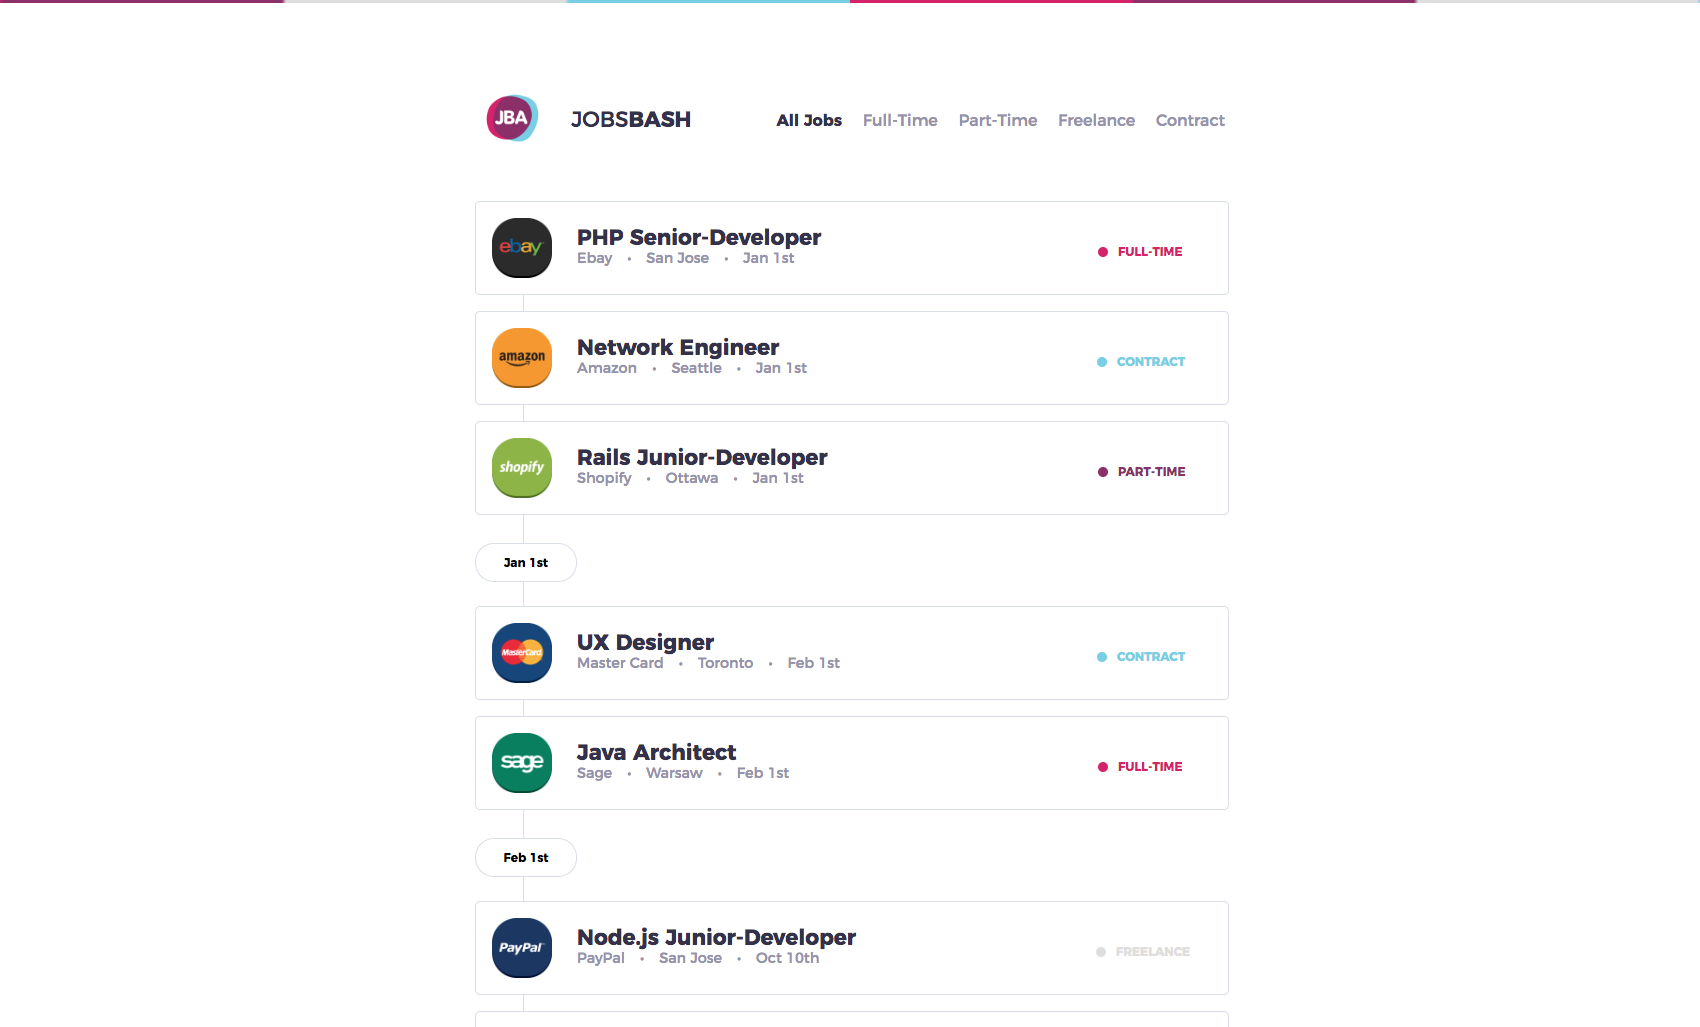 JBA JOBSBASH All Jobs Full-Time Part-Time Freelance Contract
ebay
PHP Senior-Developer
Ebay • San Jose • Jan 1st
FULL-TIME
amazon
Network Engineer
Amazon • Seattle • Jan 1st
CONTRACT
shopify
Rails Junior-Developer
Shopify • Ottawa • Jan 1st
PART-TIME
Jan 1st
MasterCard
UX Designer
Master Card • Toronto • Feb 1st
CONTRACT
sage
Java Architect
Sage • Warsaw • Feb 1st
FULL-TIME
Feb 1st
PayPal
Node.js Junior-Developer
PayPal • San Jose • Oct 10th
FREELANCE